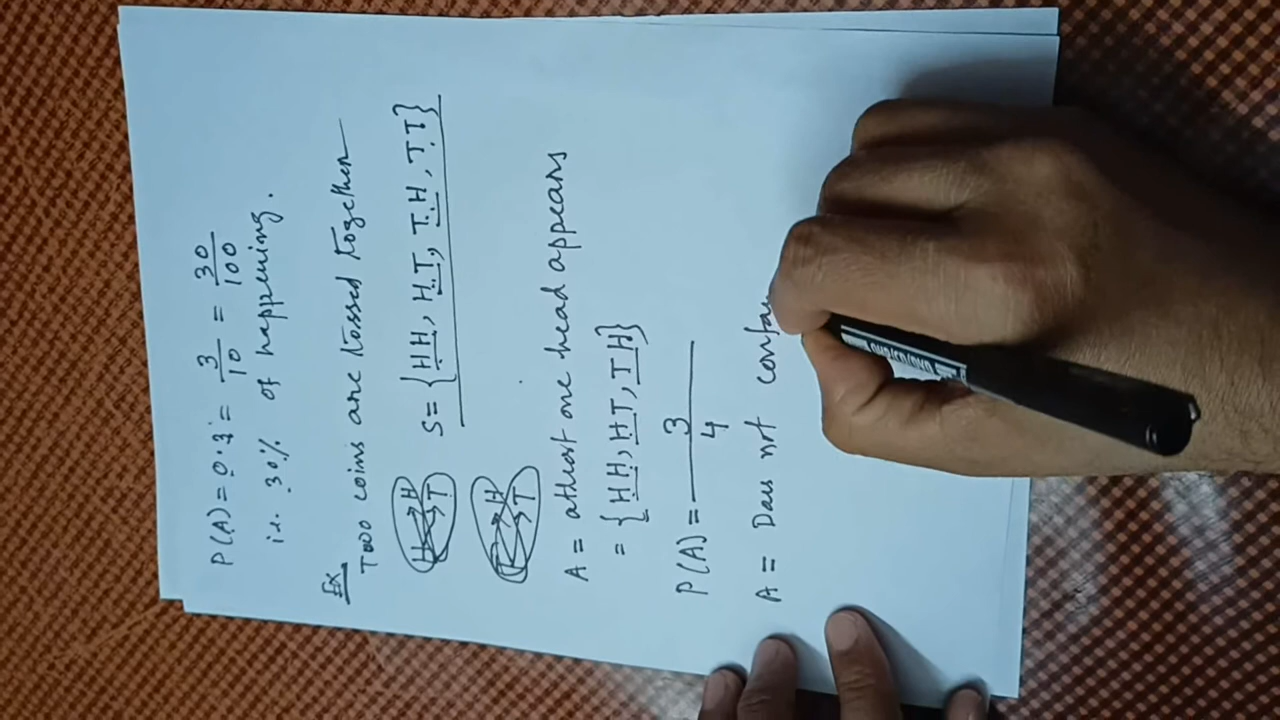 P(A) = 0.3 = 3/10 = 30/100
i.e. 30% of happening.
Ex
Two coins are tossed together
H H T S = {HH, HT, TH, TT}
T H T
A = atleast one head appears
= {HH, HT, TH}
P(A) = 3/4
A = Does not